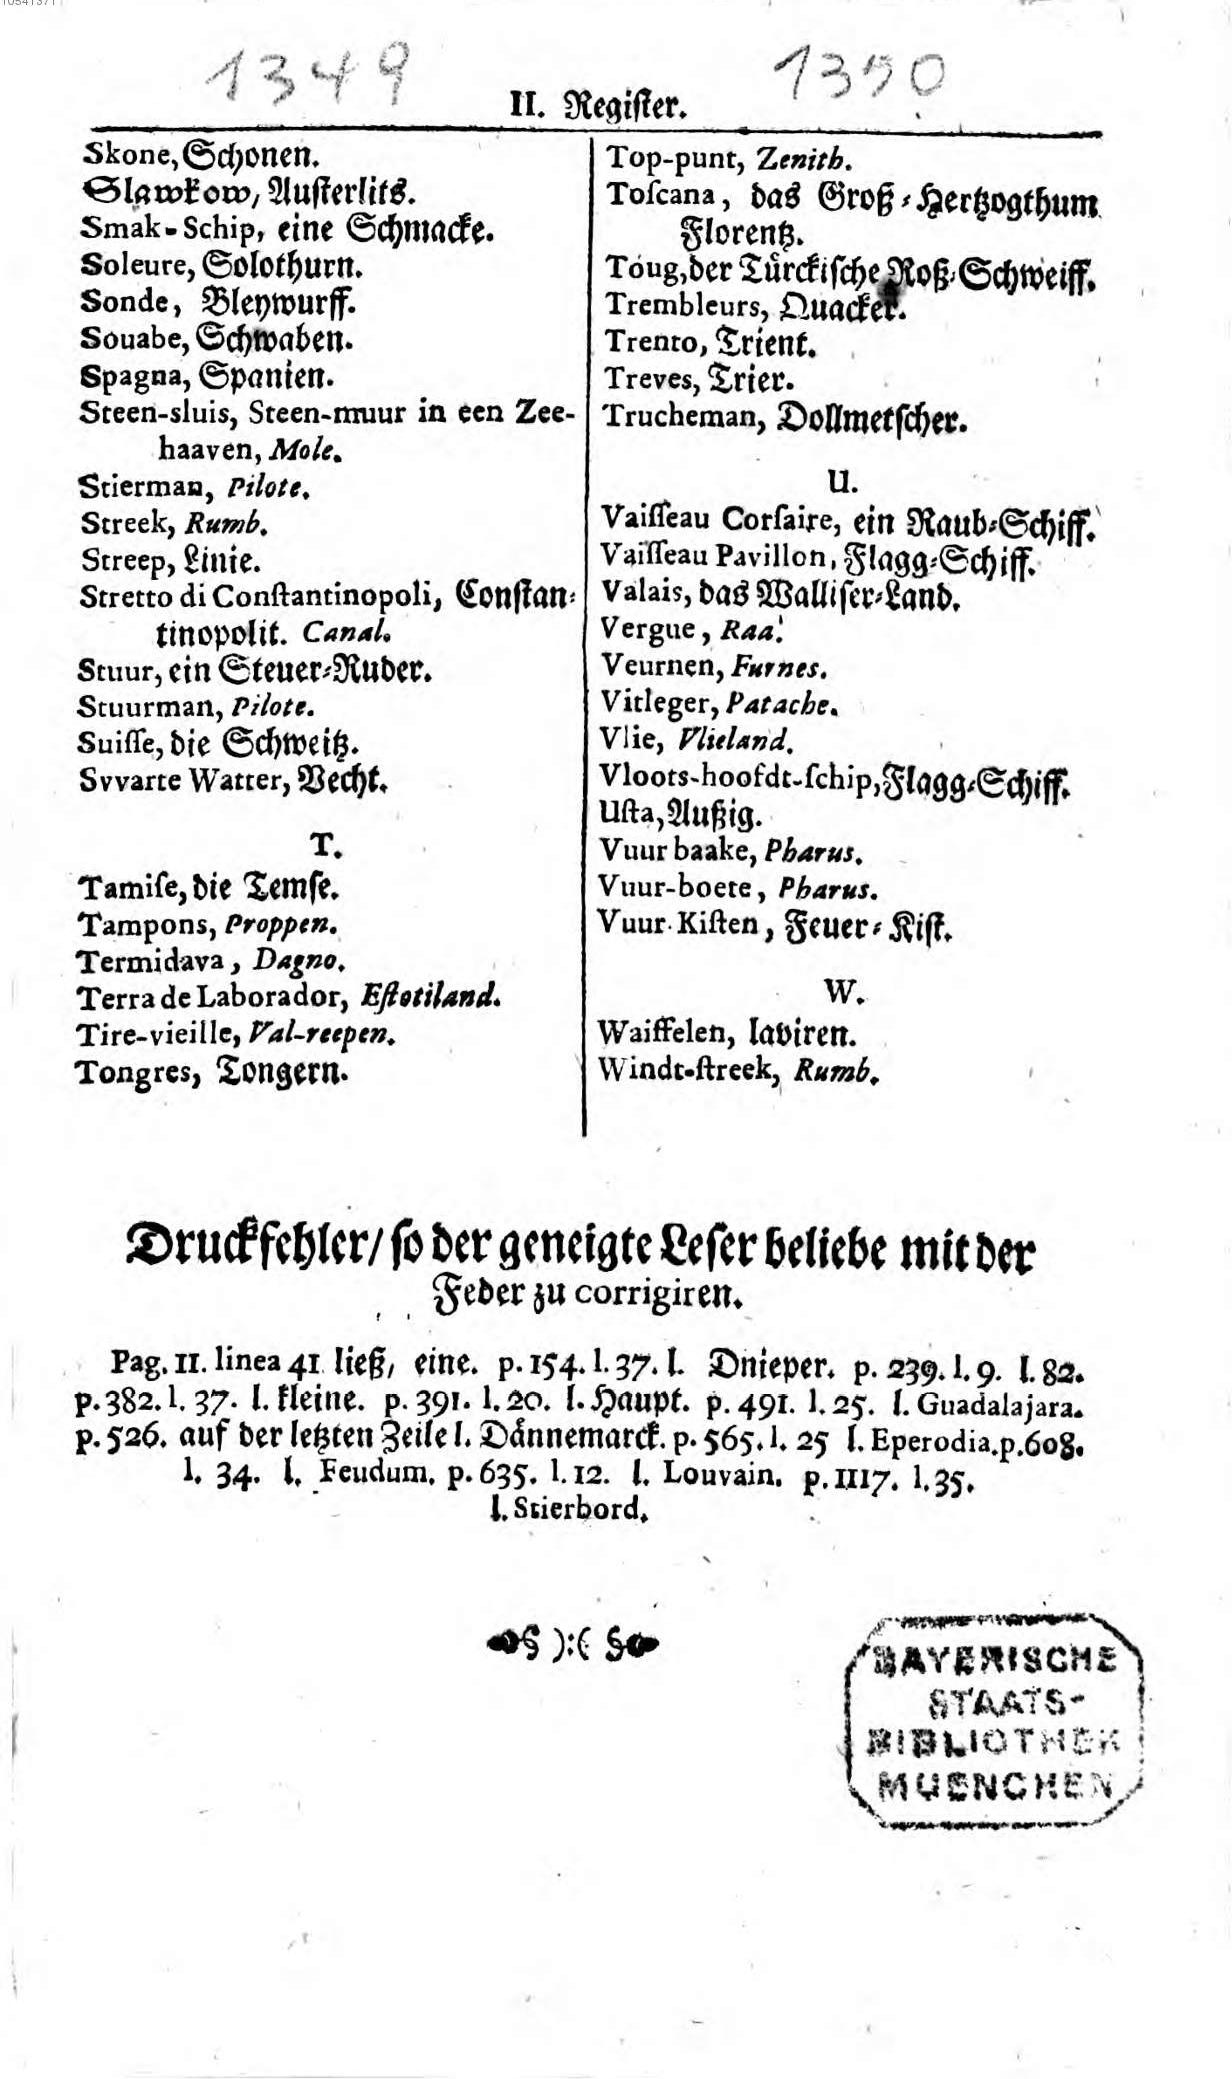 1349
1350
II. Register.
Skone, Schonen.
Slawkow, Austerlits.
Smak-Schip, eine Schmacke.
Soleure, Solothurn.
Sonde, Bleywurff.
Souabe, Schwaben.
Spagna, Spanien.
Steen-sluis, Steen-muur in een Zee-
haaven, Mole.
Stierman, Pilote.
Streek, Rumb.
Streep, Linie.
Stretto di Conſtantinopoli, Conſtan-
tinopolit. Canal.
Stuur, ein Steuer-Ruder.
Stuurman, Pilote.
Suiſſe, die Schweitz.
Svvarte Watter, Vecht.
T.
Tamiſe, die Temſe.
Tampons, Proppen.
Termidava, Dagno.
Terra de Laborador, Eſtotiland.
Tire-vieille, Val-reepen.
Tongres, Tongern.
Top-punt, Zenith.
Toſcana, das Groß-Hertzogthum
Florentz.
Toug, der Türckiſche Roß-Schweiff.
Trembleurs, Quacker.
Trento, Trient.
Treves, Trier.
Trucheman, Dollmetſcher.
U.
Vaiſſeau Corſaire, ein Raub-Schiff.
Vaiſſeau Pavillon, Flagg-Schiff.
Valais, das Walliſer-Land.
Vergue, Raa.
Veurnen, Furnes.
Vitleger, Patache.
Vlie, Vlieland.
Vloots-hoofdt-ſchip, Flagg-Schiff.
Uſta, Außig.
Vuur baake, Pharus.
Vuur-boete, Pharus.
Vuur-Kiſten, Feuer-Kiſt.
W.
Waiffelen, laviren.
Windt-ſtreek, Rumb.
Druckfehler/ ſo der geneigte Leſer beliebe mit der
Feder zu corrigiren.
Pag. 11. linea 41 ließ, eine. p. 154. l. 37. l. Dnieper. p. 239. l. 9. l. 82.
p. 382. l. 37. l. kleine. p. 391. l. 20. l. Haupt. p. 491. l. 25. l. Guadalajara.
p. 526. auf der letzten Zeile l. Dännemarck. p. 565. l. 25 l. Eperodia. p. 608.
l. 34. l. Feudum. p. 635. l. 12. l. Louvain. p. 1117. l. 35.
l. Stierbord.
BAYERISCHE
STAATS-
BIBLIOTHEK
MUENCHEN